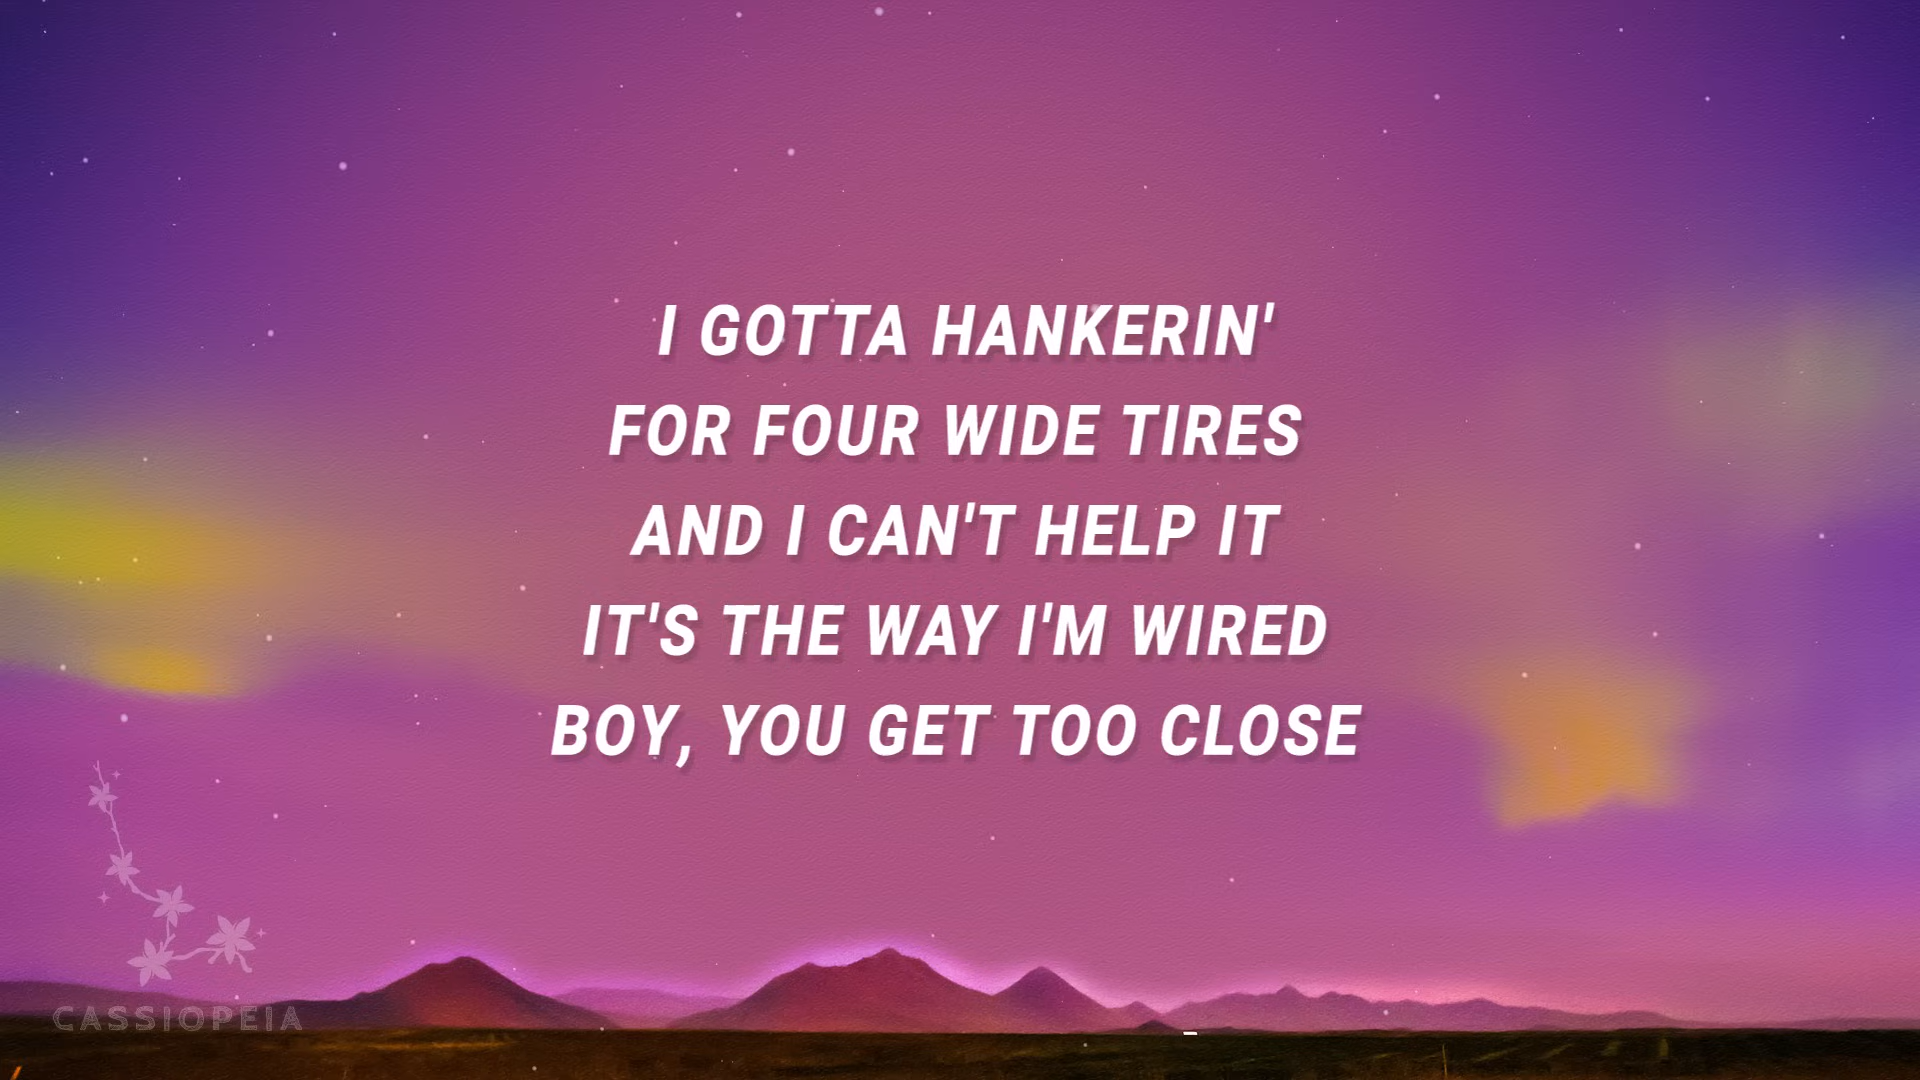 I GOTTA HANKERIN'
FOR FOUR WIDE TIRES
AND I CAN'T HELP IT
IT'S THE WAY I'M WIRED
BOY, YOU GET TOO CLOSE
CASSIOPEIA